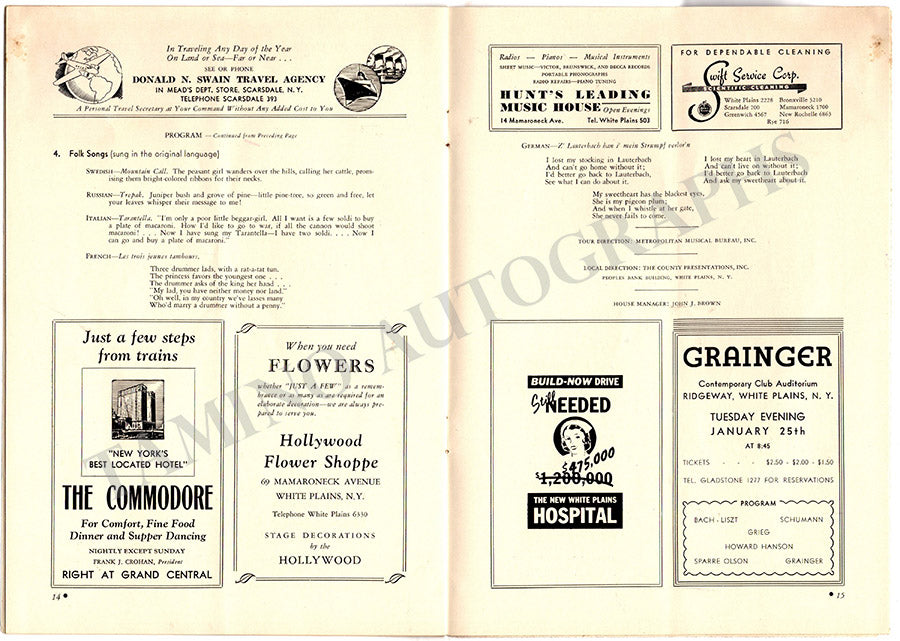 In Traveling Any Day of the Year
On Land or Sea—Far or Near . . .
SEE OR PHONE
DONALD N. SWAIN TRAVEL AGENCY
IN MEAD'S DEPT. STORE, SCARSDALE, N. Y.
TELEPHONE SCARSDALE 393
A Personal Travel Secretary at Your Command Without Any Added Cost to You
PROGRAM — Continued from Preceding Page
4. Folk Songs (sung in the original language)
SWEDISH—Mountain Call. The peasant girl wanders over the hills, calling her cattle, prom-
ising them bright-colored ribbons for their necks.
RUSSIAN—Tropak. Juniper bush and grove of pine—little pine-tree, so green and free, let
your leaves whisper their message to me!
ITALIAN—Tarantella. "I'm only a poor little beggar-girl. All I want is a few soldi to buy
a plate of macaroni. How I'd like to go to war, if all the cannon would shoot
macaroni! . . . Now I have sung my Tarantella—I have two soldi. . . . Now I
can go and buy a plate of macaroni."
FRENCH—Les trois jeunes tambours.
Three drummer lads, with a rat-a-tat tun.
The princess favors the youngest one . . .
The drummer asks of the king her hand . . .
"My lad, you have neither money nor land."
"Oh well, in my country we've lasses many
Who'd marry a drummer without a penny."
Just a few steps
from trains
"NEW YORK'S
BEST LOCATED HOTEL"
THE COMMODORE
For Comfort, Fine Food
Dinner and Supper Dancing
NIGHTLY EXCEPT SUNDAY
FRANK J. CROHAN, President
RIGHT AT GRAND CENTRAL
When you need
FLOWERS
whether "JUST A FEW" as a remem-
brance or as many as are required for an
elaborate decoration—we are always pre-
pared to serve you.
Hollywood
Flower Shoppe
69 MAMARONECK AVENUE
WHITE PLAINS, N.Y.
Telephone White Plains 6330
STAGE DECORATIONS
by the
HOLLYWOOD
14 •
Radios — Pianos — Musical Instruments
SHEET MUSIC—VICTOR, BRUNSWICK, AND DECCA RECORDS
PORTABLE PHONOGRAPHS
RADIO REPAIRS—PIANO TUNING
HUNT'S LEADING
MUSIC HOUSE Open Evenings
14 Mamaroneck Ave. Tel. White Plains 503
FOR DEPENDABLE CLEANING
Swift Service Corp.
SCIENTIFIC CLEANING
White Plains 2228 Bronxville 5210
Scarsdale 200 Mamaroneck 1700
Greenwich 4567 New Rochelle 6863
Rye 716
GERMAN—Z' Lauterbach han i' mein Strumpf verlor'n
I lost my stocking in Lauterbach
And can't go home without it;
I'd better go back to Lauterbach,
See what I can do about it.
I lost my heart in Lauterbach
And can't live on without it;
I'd better go back to Lauterbach,
And ask my sweetheart about it.
My sweetheart has the blackest eyes,
She is my pigeon plum;
And when I whistle at her gate,
She never fails to come.
TOUR DIRECTION: METROPOLITAN MUSICAL BUREAU, INC.
LOCAL DIRECTION: THE COUNTY PRESENTATIONS, INC.
PEOPLES BANK BUILDING, WHITE PLAINS, N. Y.
HOUSE MANAGER: JOHN J. BROWN
BUILD-NOW DRIVE
Still NEEDED
$475,000
$1,200,000
THE NEW WHITE PLAINS
HOSPITAL
GRAINGER
Contemporary Club Auditorium
RIDGEWAY, WHITE PLAINS, N. Y.
TUESDAY EVENING
JANUARY 25th
AT 8:45
TICKETS - - - $2.50 - $2.00 - $1.50
TEL. GLADSTONE 1277 FOR RESERVATIONS
PROGRAM
BACH-LISZT SCHUMANN
GRIEG
HOWARD HANSON
SPARRE OLSON GRAINGER
• 15
TAMINO AUTOGRAPHS